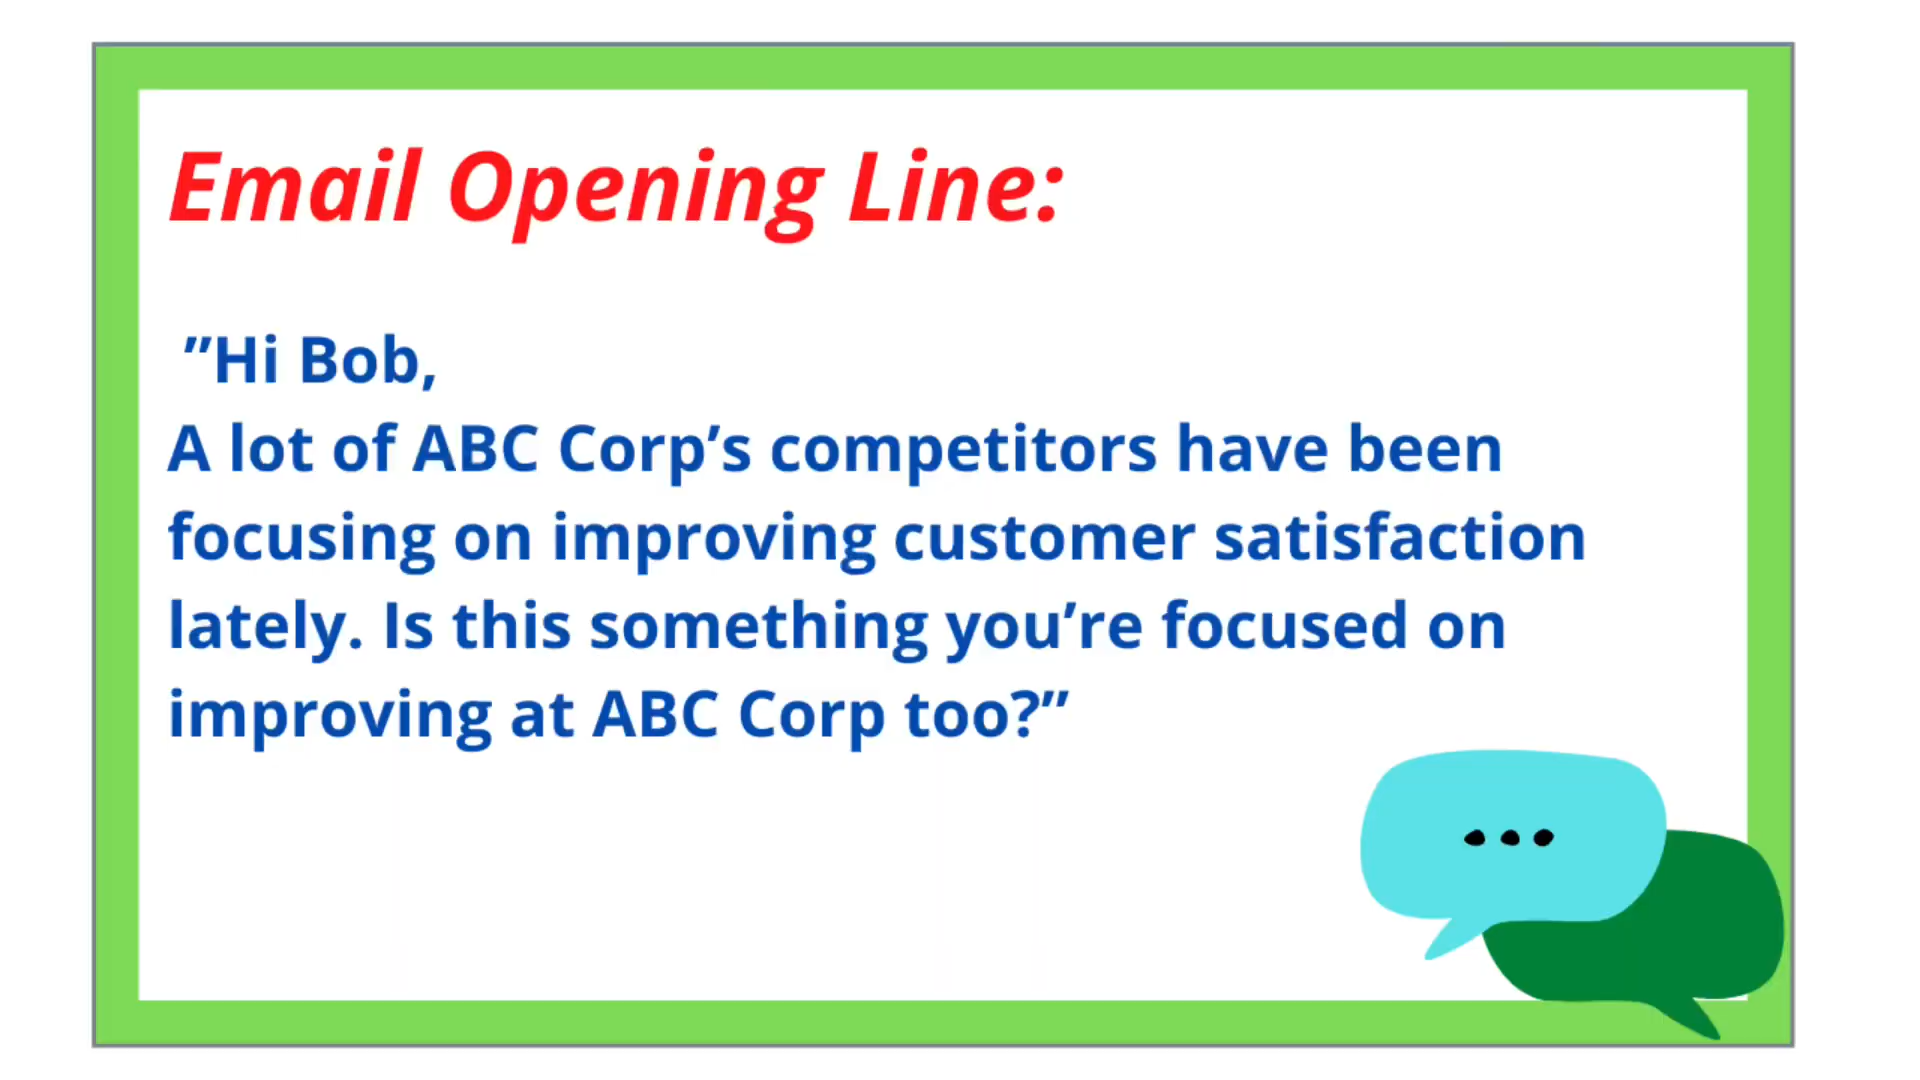 Email Opening Line:
”Hi Bob,
A lot of ABC Corp’s competitors have been
focusing on improving customer satisfaction
lately. Is this something you’re focused on
improving at ABC Corp too?”